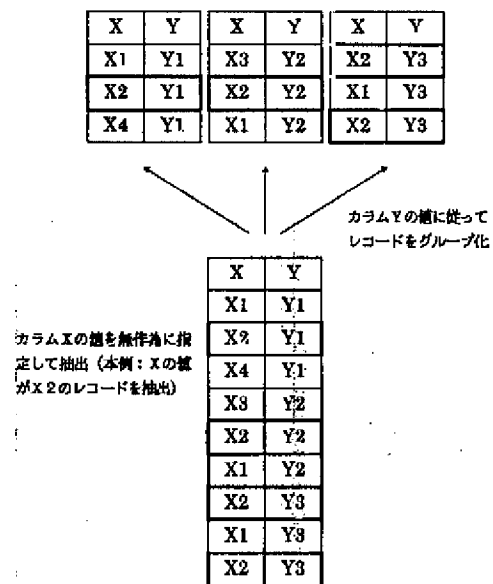 X Y X Y X Y
X1 Y1 X3 Y2 X2 Y3
X2 Y1 X2 Y2 X1 Y3
X4 Y1 X1 Y2 X2 Y3
カラムYの値に従って
レコードをグループ化
X Y
X1 Y1
X2 Y1
X4 Y1
X3 Y2
X2 Y2
X1 Y2
X2 Y3
X1 Y3
X2 Y3
カラムXの値を無作為に指
定して抽出(本例:Xの値
がX2のレコードを抽出)